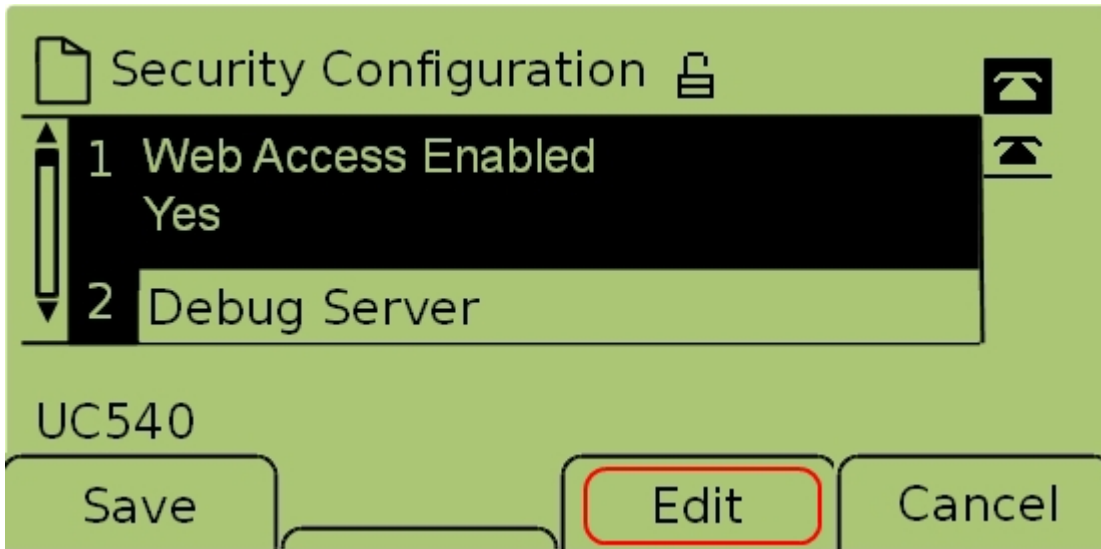 Security Configuration
1 Web Access Enabled
Yes
2 Debug Server
UC540
Save Edit Cancel